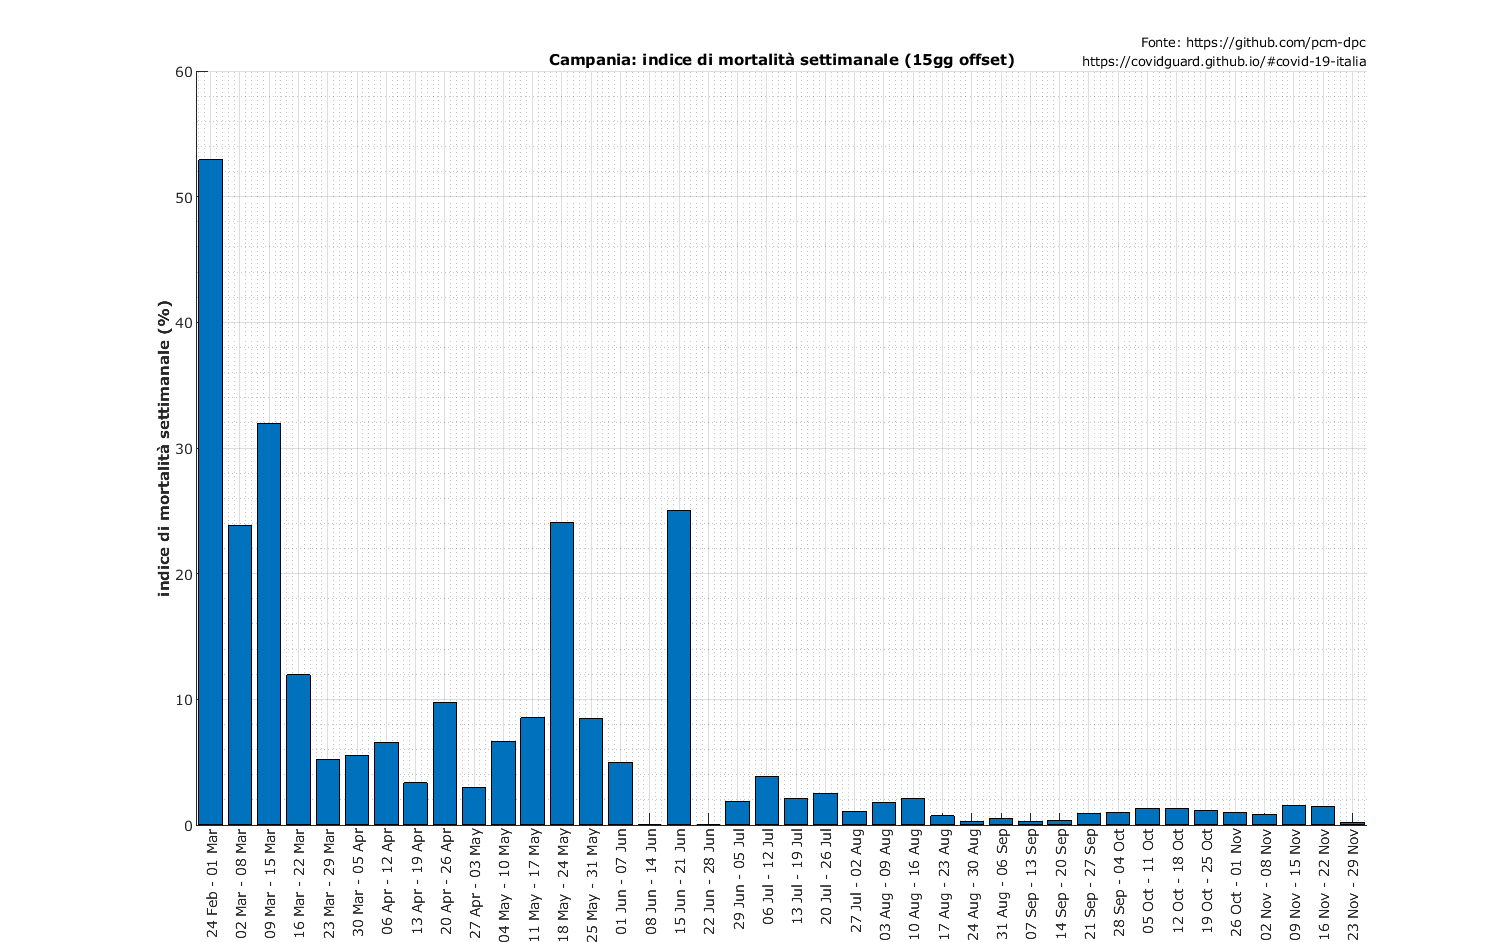 Fonte: https://github.com/pcm-dpc
https://covidguard.github.io/#covid-19-italia
Campania: indice di mortalità settimanale (15gg offset)
indice di mortalità settimanale (%)
60
50
40
30
20
10
0
24 Feb - 01 Mar
02 Mar - 08 Mar
09 Mar - 15 Mar
16 Mar - 22 Mar
23 Mar - 29 Mar
30 Mar - 05 Apr
06 Apr - 12 Apr
13 Apr - 19 Apr
20 Apr - 26 Apr
27 Apr - 03 May
04 May - 10 May
11 May - 17 May
18 May - 24 May
25 May - 31 May
01 Jun - 07 Jun
08 Jun - 14 Jun
15 Jun - 21 Jun
22 Jun - 28 Jun
29 Jun - 05 Jul
06 Jul - 12 Jul
13 Jul - 19 Jul
20 Jul - 26 Jul
27 Jul - 02 Aug
03 Aug - 09 Aug
10 Aug - 16 Aug
17 Aug - 23 Aug
24 Aug - 30 Aug
31 Aug - 06 Sep
07 Sep - 13 Sep
14 Sep - 20 Sep
21 Sep - 27 Sep
28 Sep - 04 Oct
05 Oct - 11 Oct
12 Oct - 18 Oct
19 Oct - 25 Oct
26 Oct - 01 Nov
02 Nov - 08 Nov
09 Nov - 15 Nov
16 Nov - 22 Nov
23 Nov - 29 Nov